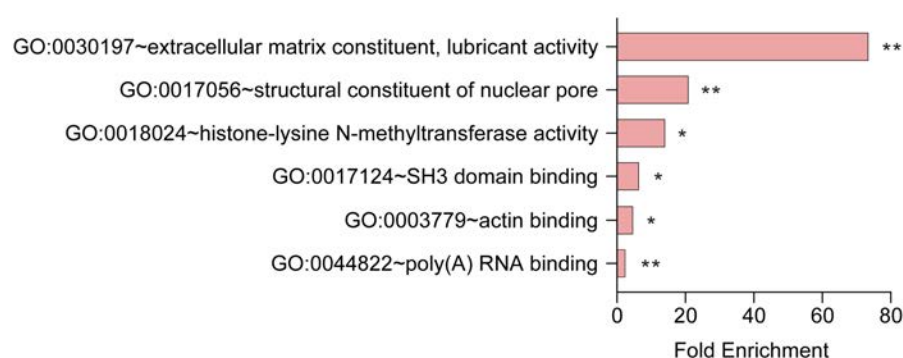 GO:0030197~extracellular matrix constituent, lubricant activity **
GO:0017056~structural constituent of nuclear pore **
GO:0018024~histone-lysine N-methyltransferase activity *
GO:0017124~SH3 domain binding *
GO:0003779~actin binding *
GO:0044822~poly(A) RNA binding **
0 20 40 60 80
Fold Enrichment